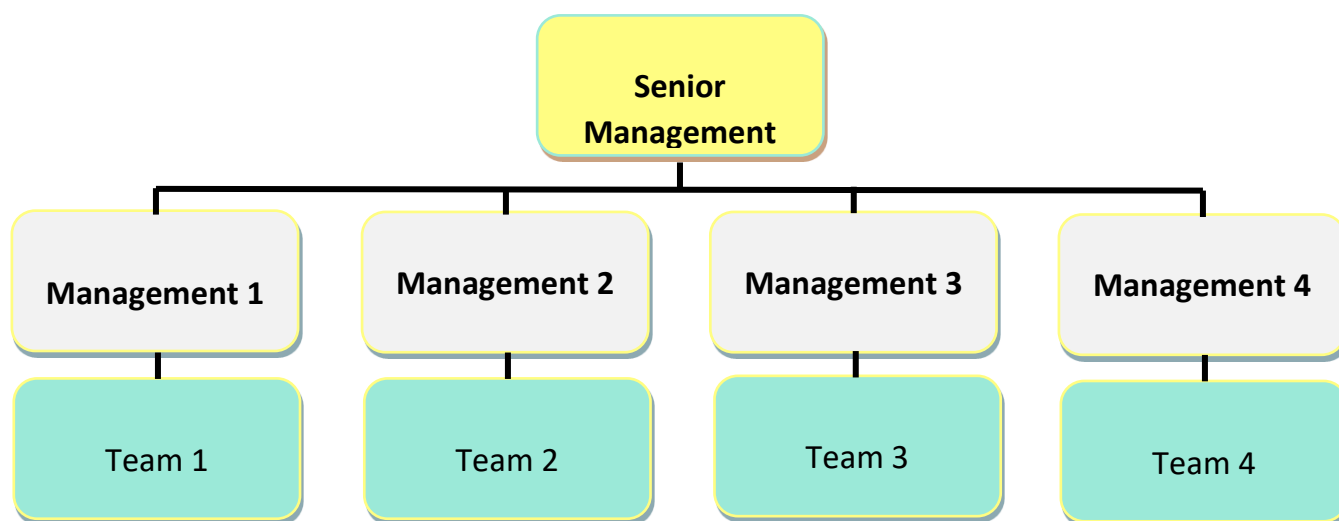 Senior
Management
Management 1
Management 2
Management 3
Management 4
Team 1
Team 2
Team 3
Team 4